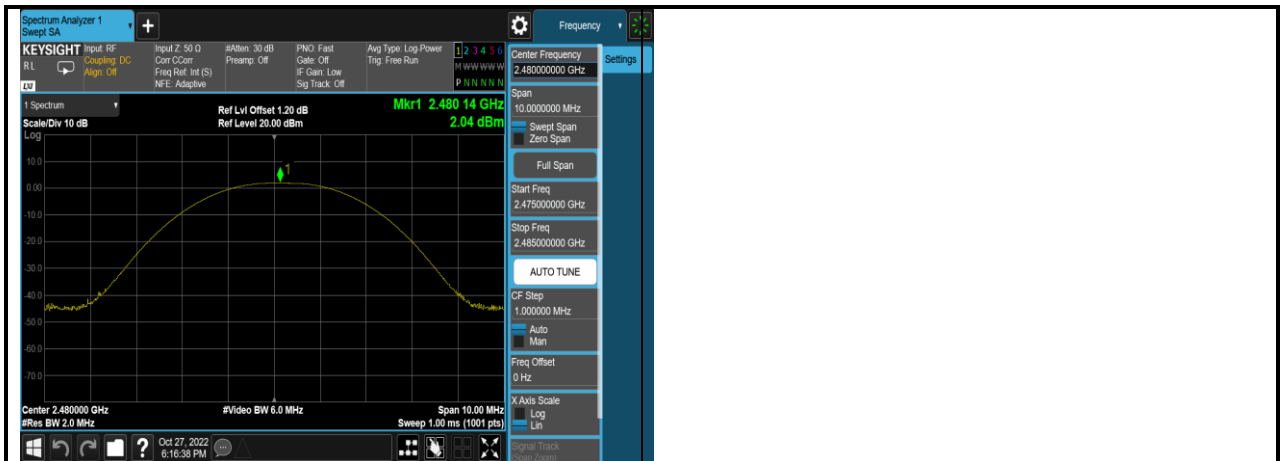 Spectrum Analyzer 1
Swept SA
Frequency
KEYSIGHT
RL
LXI
Input: RF
Coupling: DC
Align: Off
Input Z: 50 Ω
Corr CCorr
Freq Ref: Int (S)
NFE: Adaptive
#Atten: 30 dB
Preamp: Off
PNO: Fast
Gate: Off
IF Gain: Low
Sig Track: Off
Avg Type: Log-Power
Trig: Free Run
1 2 3 4 5 6
M W W W W W
P N N N N N
1 Spectrum
Scale/Div 10 dB
Log
Ref Lvl Offset 1.20 dB
Ref Level 20.00 dBm
Mkr1 2.480 14 GHz
2.04 dBm
1
10.0
0.00
-10.0
-20.0
-30.0
-40.0
-50.0
-60.0
-70.0
Center 2.480000 GHz
#Res BW 2.0 MHz
#Video BW 6.0 MHz
Span 10.00 MHz
Sweep 1.00 ms (1001 pts)
Center Frequency
2.480000000 GHz
Settings
Span
10.0000000 MHz
Swept Span
Zero Span
Full Span
Start Freq
2.475000000 GHz
Stop Freq
2.485000000 GHz
AUTO TUNE
CF Step
1.000000 MHz
Auto
Man
Freq Offset
0 Hz
X Axis Scale
Log
Lin
Signal Track
(Span Zoom)
?
Oct 27, 2022
6:16:38 PM